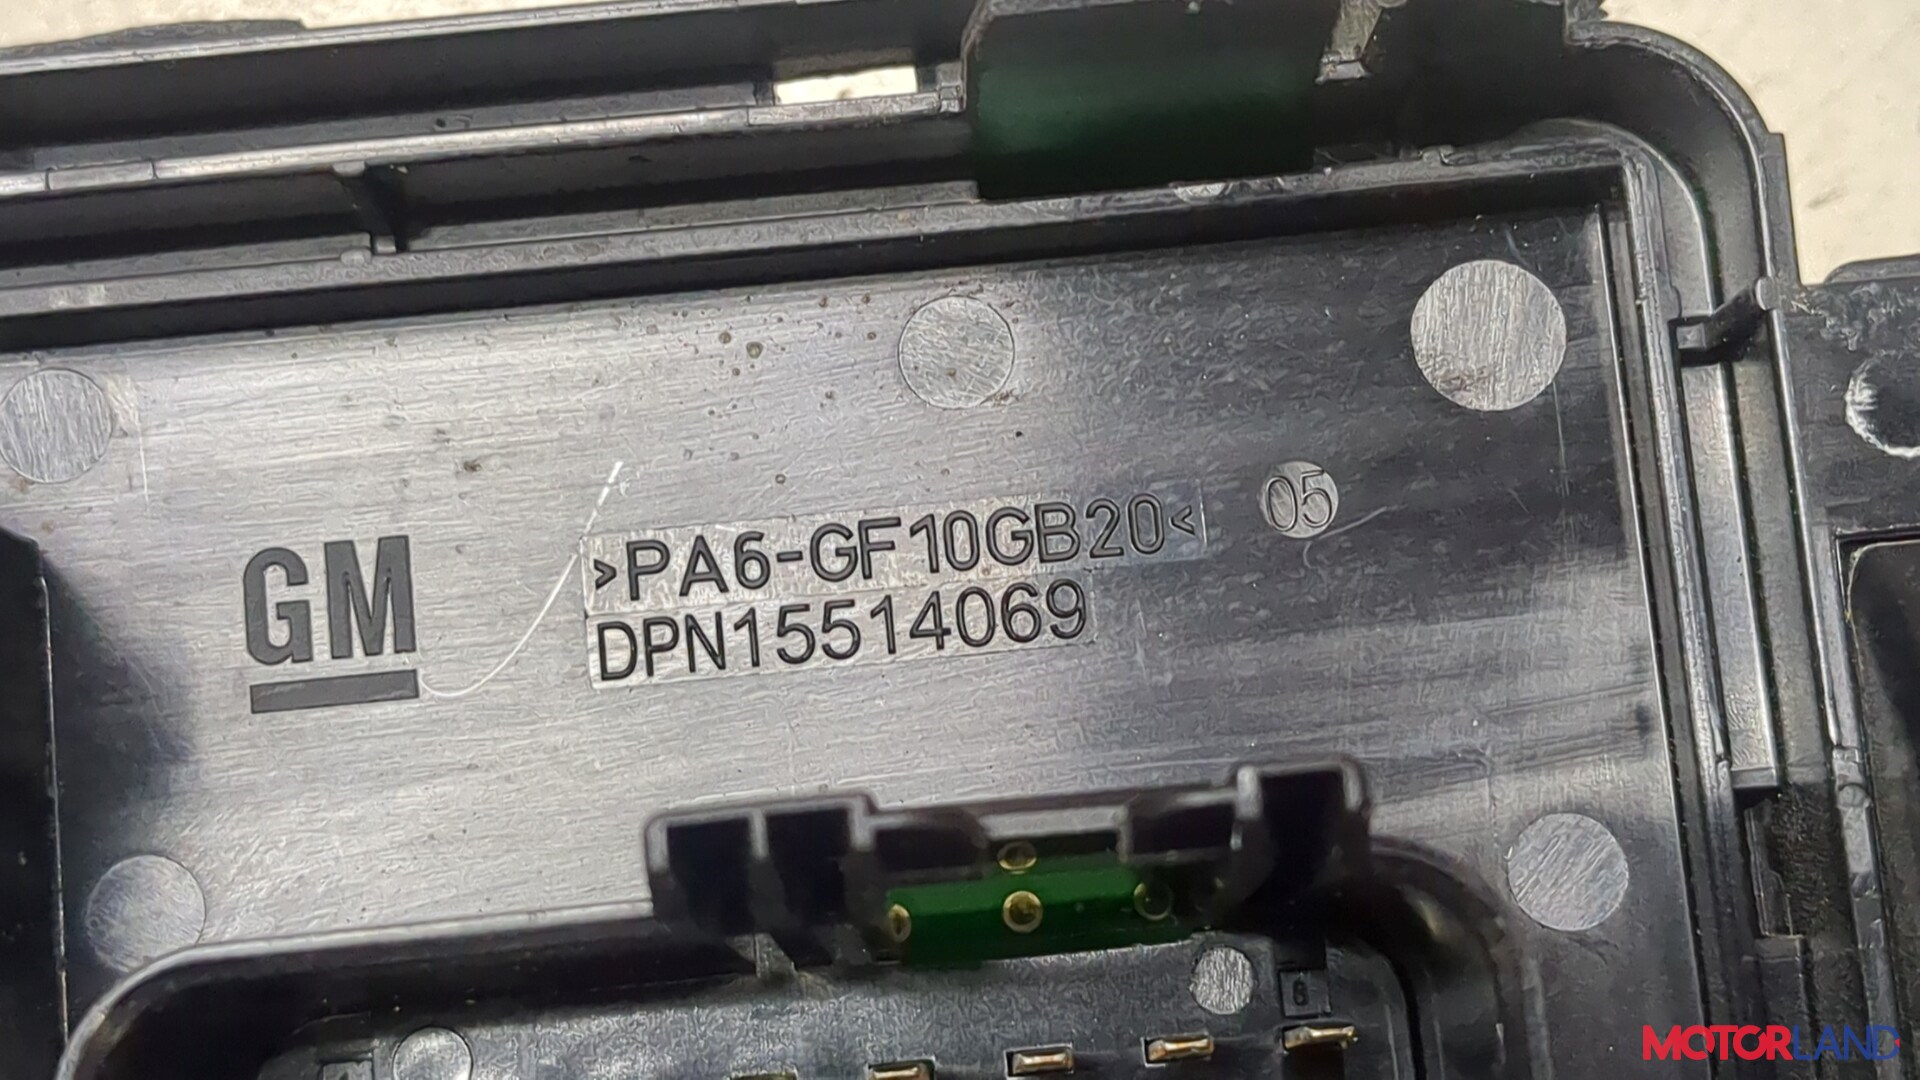 GM
>PA6-GF10GB20<
05
DPN15514069
6
MOTORLAND